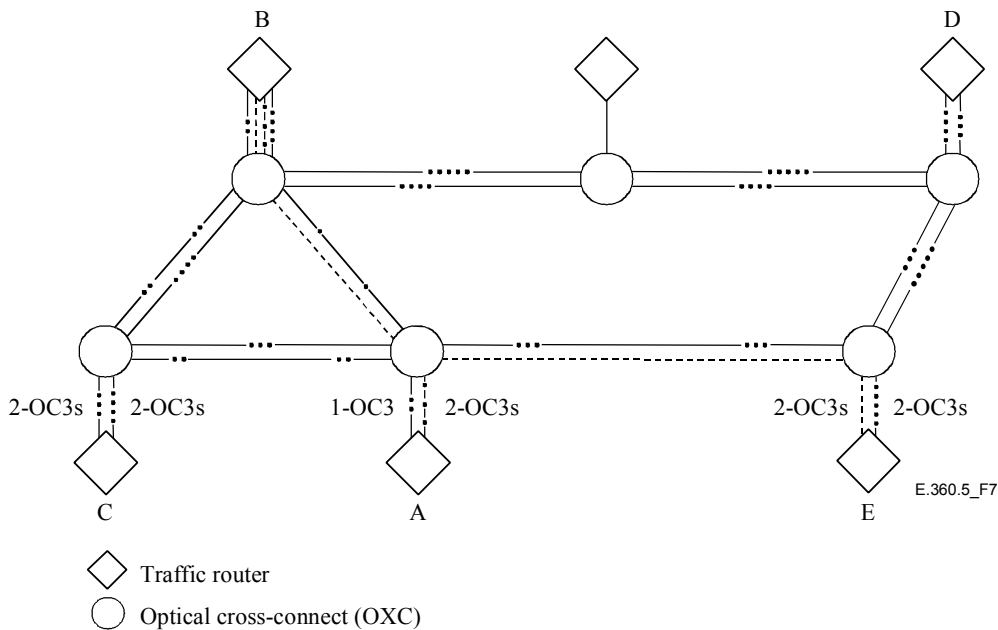 B
D
2-OC3s
2-OC3s
1-OC3
2-OC3s
2-OC3s
2-OC3s
C
A
E
E.360.5_F7
Traffic router
Optical cross-connect (OXC)